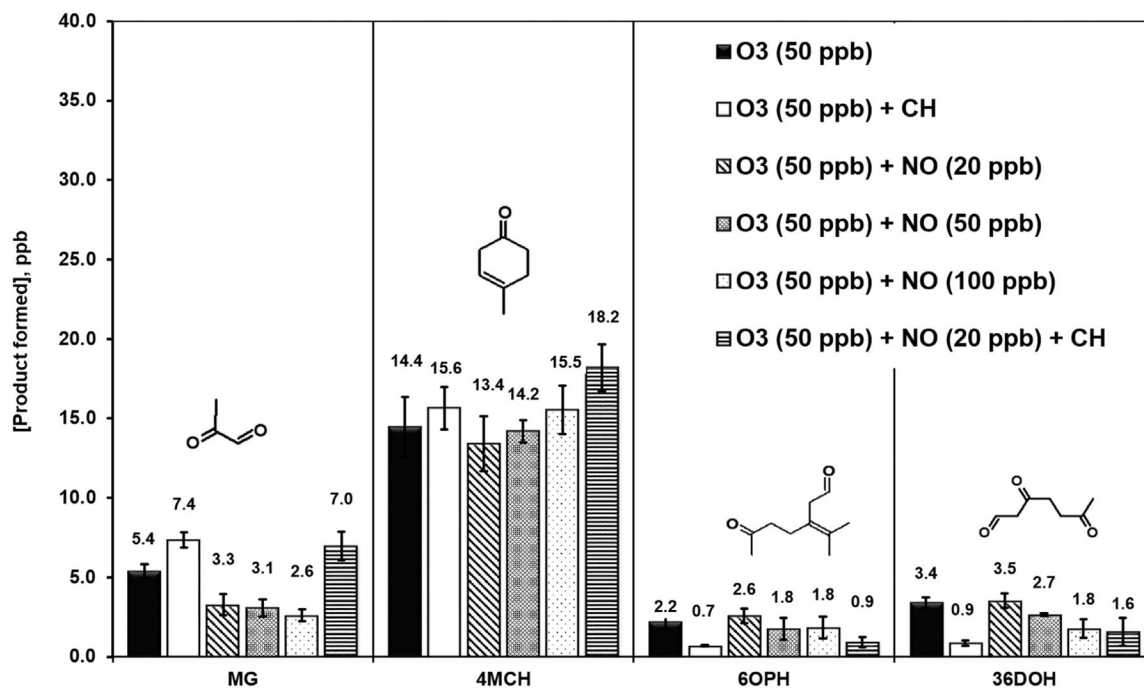 40.0
35.0
30.0
25.0
20.0
15.0
10.0
5.0
0.0
[Product formed], ppb
O3 (50 ppb)
O3 (50 ppb) + CH
O3 (50 ppb) + NO (20 ppb)
O3 (50 ppb) + NO (50 ppb)
O3 (50 ppb) + NO (100 ppb)
O3 (50 ppb) + NO (20 ppb) + CH
O
O
5.4
7.4
3.3
3.1
2.6
7.0
MG
O
14.4
15.6
13.4
14.2
15.5
18.2
4MCH
O
O
2.2
0.7
2.6
1.8
1.8
0.9
6OPH
O
O
O
3.4
0.9
3.5
2.7
1.8
1.6
36DOH